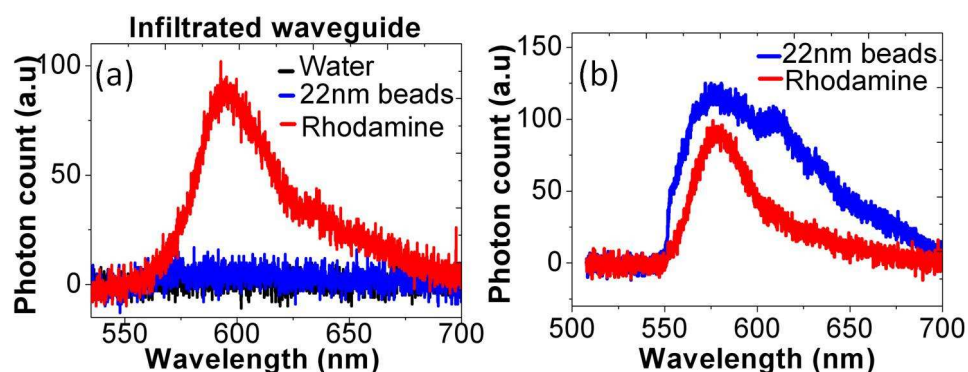 Infiltrated waveguide
(a)
Water
22nm beads
Rhodamine
Photon count (a.u)
100
50
0
550
600
650
700
Wavelength (nm)
(b)
22nm beads
Rhodamine
Photon count (a.u)
150
100
50
0
500
550
600
650
700
Wavelength (nm)